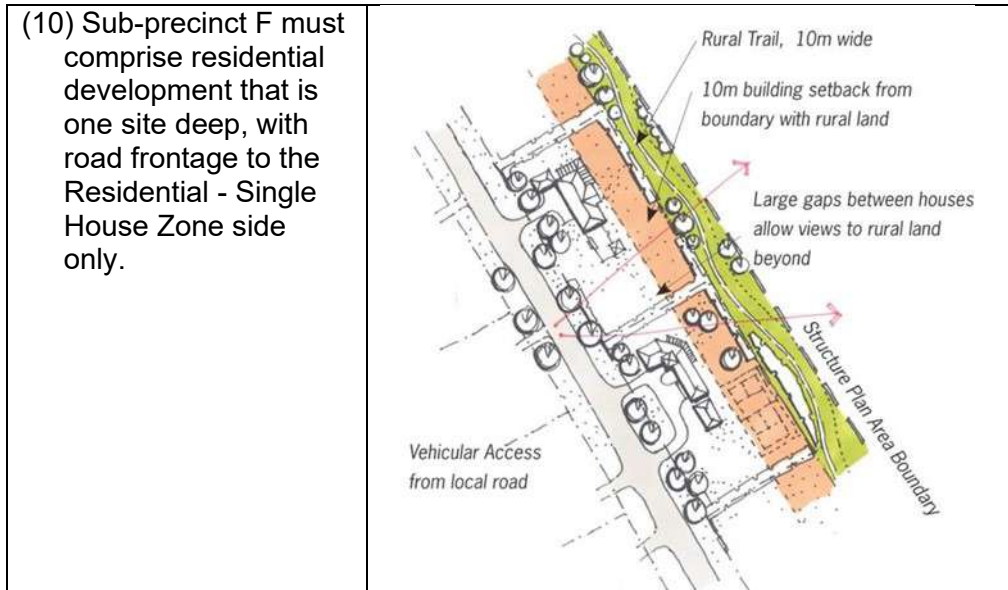 (10) Sub-precinct F must
comprise residential
development that is
one site deep, with
road frontage to the
Residential - Single
House Zone side
only.
Rural Trail, 10m wide
10m building setback from
boundary with rural land
Large gaps between houses
allow views to rural land
beyond
Structure Plan Area Boundary
Vehicular Access
from local road